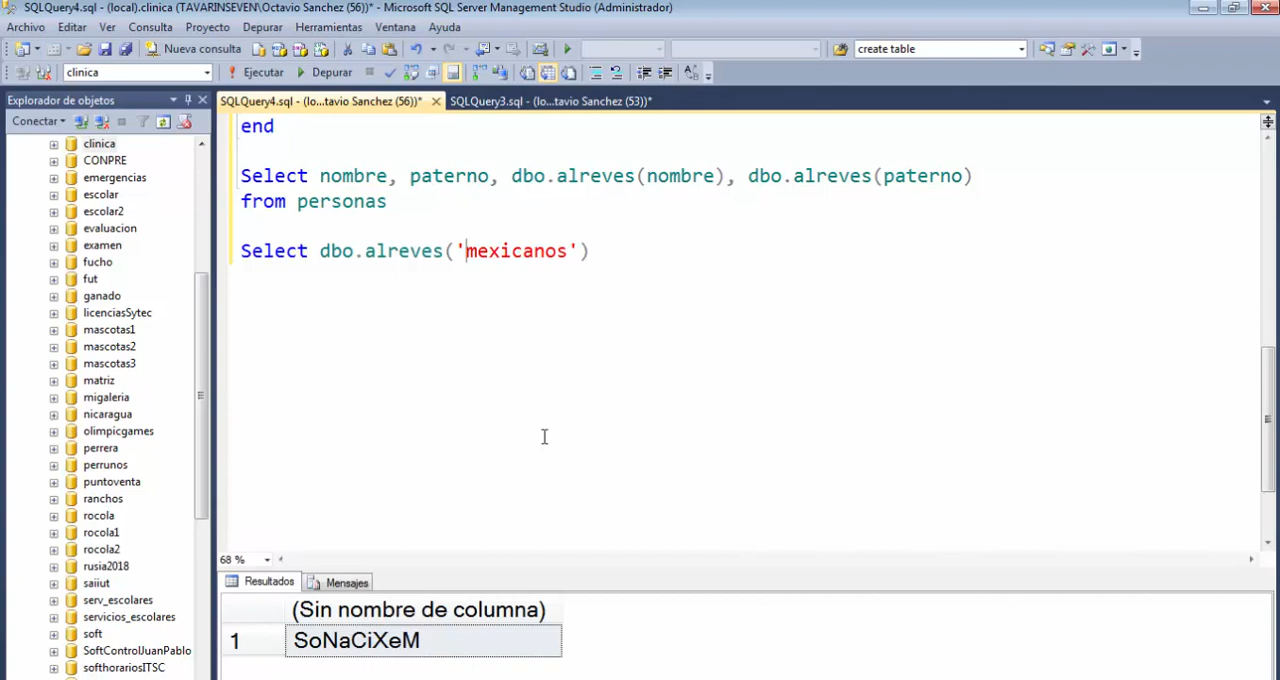 SQLQuery4.sql - (local).clinica (TAVARINSEVEN\Octavio Sanchez (56))* - Microsoft SQL Server Management Studio (Administrador)
Archivo Editar Ver Consulta Proyecto Depurar Herramientas Ventana Ayuda
Nueva consulta create table
clinica Ejecutar Depurar
Explorador de objetos
Conectar
clinica
CONPRE
emergencias
escolar
escolar2
evaluacion
examen
fucho
fut
ganado
licenciasSytec
mascotas1
mascotas2
mascotas3
matriz
migaleria
nicaragua
olimpicgames
perrera
perrunos
puntoventa
ranchos
rocola
rocola1
rocola2
rusia2018
saiiut
serv_escolares
servicios_escolares
soft
SoftControlJuanPablo
softhorariosITSC
SQLQuery4.sql - (lo...tavio Sanchez (56))* SQLQuery3.sql - (lo...tavio Sanchez (53))*
end
Select nombre, paterno, dbo.alreves(nombre), dbo.alreves(paterno)
from personas
Select dbo.alreves('mexicanos')
68 %
Resultados Mensajes
(Sin nombre de columna)
1 SoNaCiXeM